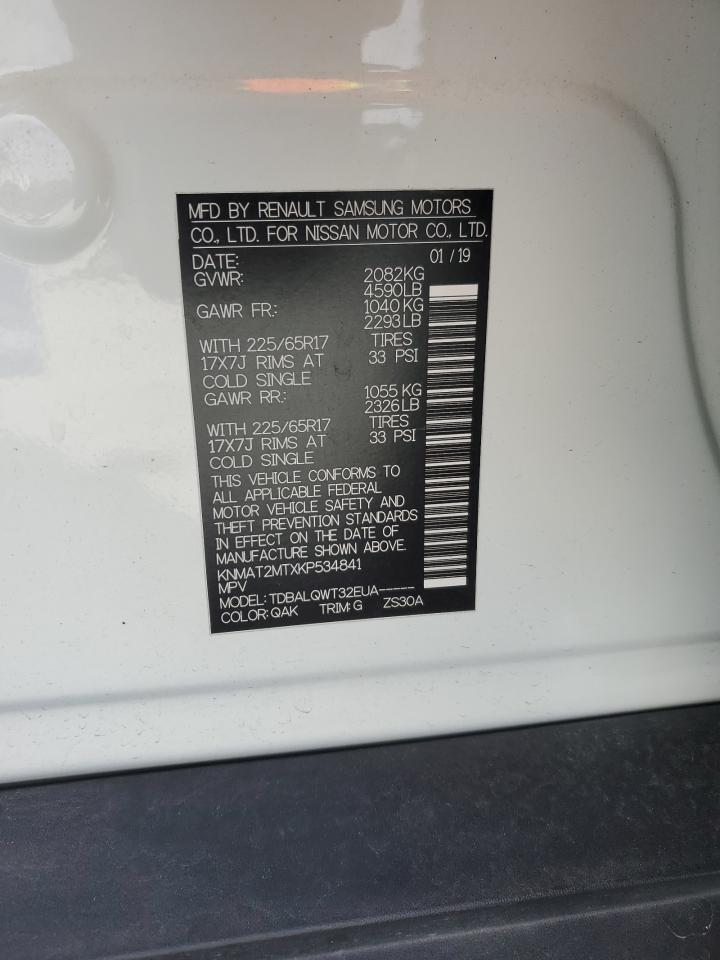 MFD BY RENAULT SAMSUNG MOTORS
CO., LTD. FOR NISSAN MOTOR CO., LTD.
DATE: 01 / 19
GVWR: 2082KG
4590LB
GAWR FR.: 1040 KG
2293LB
WITH 225/65R17 TIRES
17X7J RIMS AT 33 PSI
COLD SINGLE
GAWR RR.: 1055 KG
2326LB
WITH 225/65R17 TIRES
17X7J RIMS AT 33 PSI
COLD SINGLE
THIS VEHICLE CONFORMS TO
ALL APPLICABLE FEDERAL
MOTOR VEHICLE SAFETY AND
THEFT PREVENTION STANDARDS
IN EFFECT ON THE DATE OF
MANUFACTURE SHOWN ABOVE.
KNMAT2MTXKP534841
MPV
MODEL: TDBALQWT32EUA-----
COLOR: QAK TRIM: G ZS30A